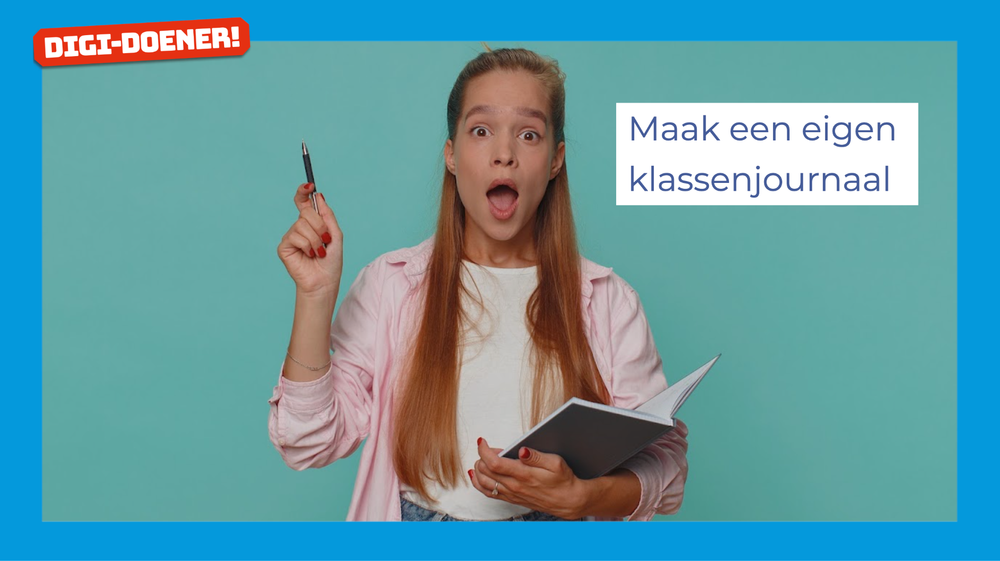 DIGI-DOENER!
Maak een eigen
klassenjournaal